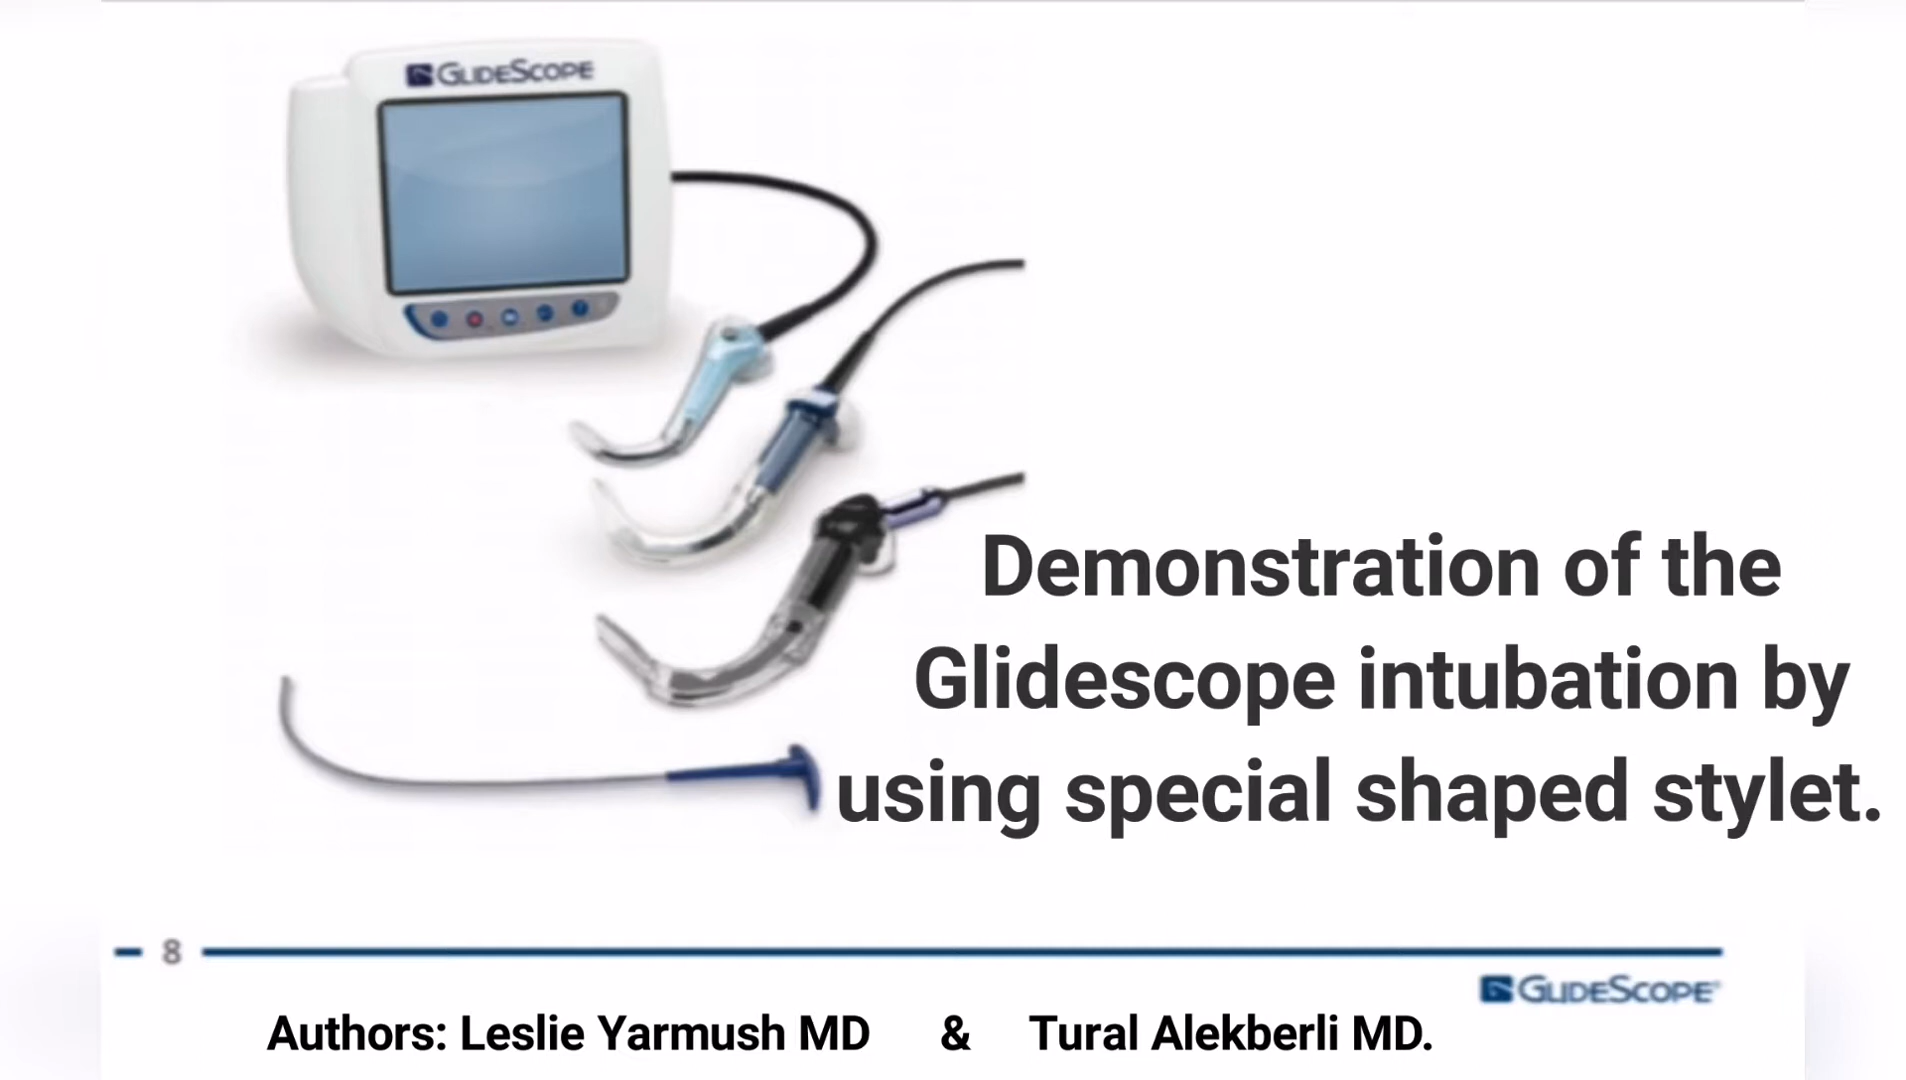 GLIDESCOPE
Demonstration of the
Glidescope intubation by
using special shaped stylet.
8
GLIDESCOPE
Authors: Leslie Yarmush MD & Tural Alekberli MD.